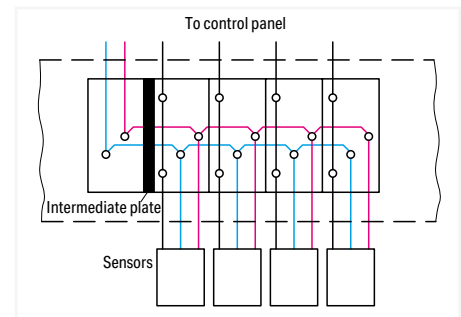 To control panel
Intermediate plate
Sensors